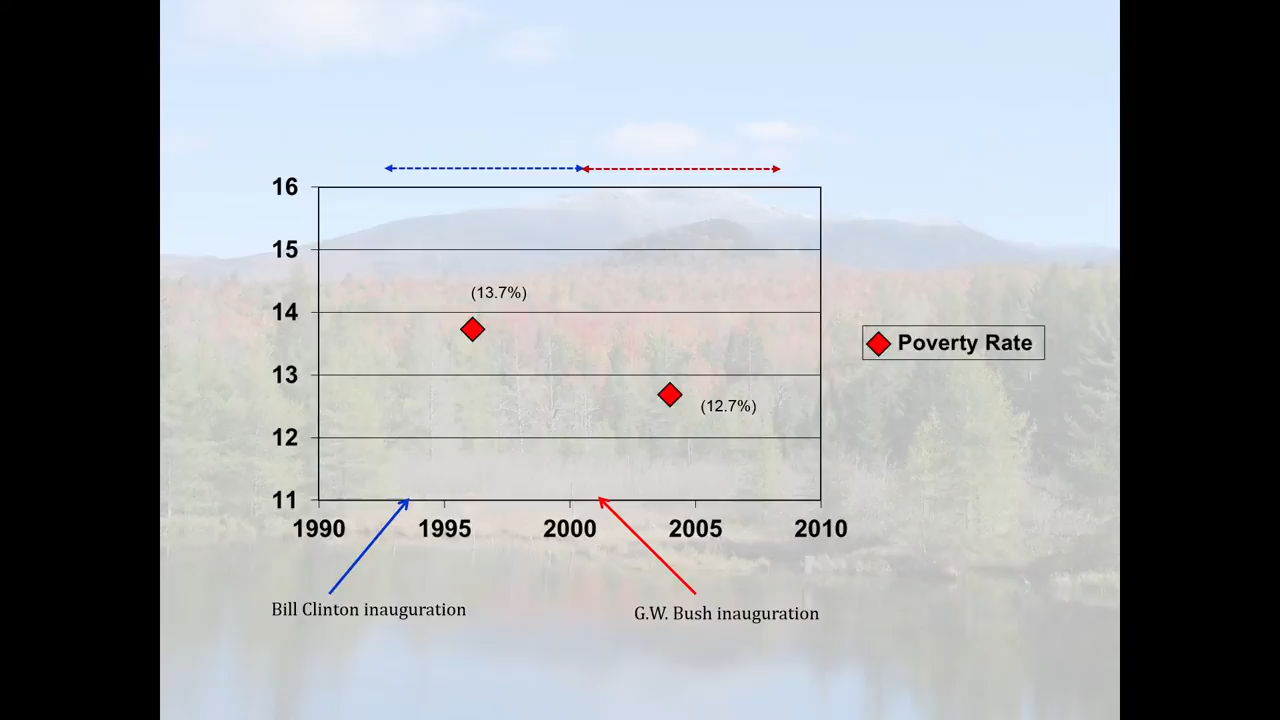 16
15
(13.7%)
14
Poverty Rate
13
(12.7%)
12
11
1990 1995 2000 2005 2010
Bill Clinton inauguration
G.W. Bush inauguration